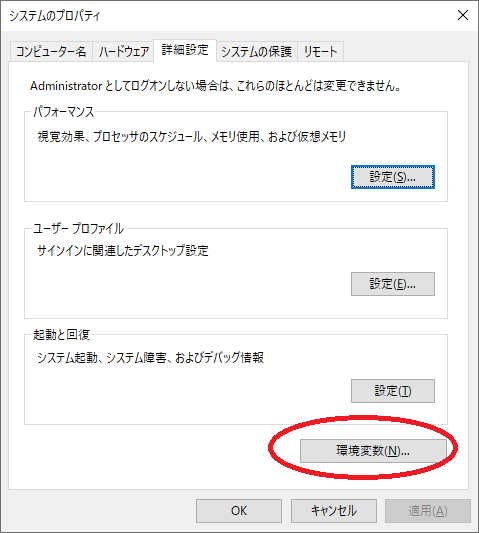 システムのプロパティ
コンピューター名 ハードウェア 詳細設定 システムの保護 リモート
Administrator としてログオンしない場合は、これらのほとんどは変更できません。
パフォーマンス
視覚効果、プロセッサのスケジュール、メモリ使用、および仮想メモリ
設定(S)...
ユーザー プロファイル
サインインに関連したデスクトップ設定
設定(E)...
起動と回復
システム起動、システム障害、およびデバッグ情報
設定(T)
環境変数(N)...
OK キャンセル 適用(A)